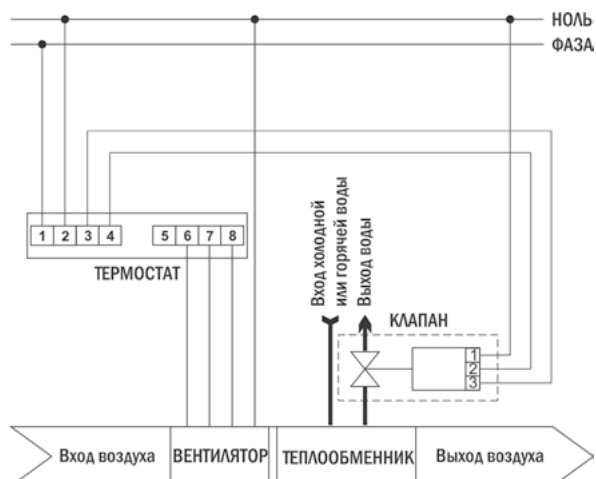 НОЛЬ
ФАЗА
1 2 3 4 5 6 7 8
ТЕРМОСТАТ
Вход холодной
или горячей воды
Выход воды
КЛАПАН
1
2
3
Вход воздуха
ВЕНТИЛЯТОР
ТЕПЛООБМЕННИК
Выход воздуха